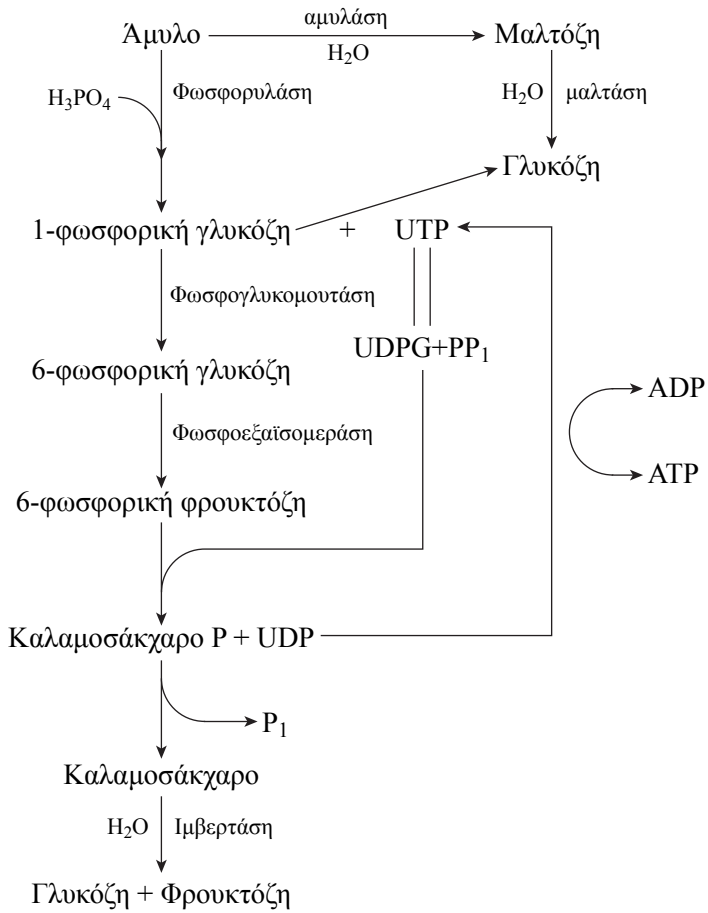 Άμυλο αμυλάση H₂O Μαλτόζη
H₃PO₄ Φωσφορυλάση H₂O μαλτάση
Γλυκόζη
1-φωσφορική γλυκόζη + UTP
Φωσφογλυκομουτάση
UDPG+PP₁
6-φωσφορική γλυκόζη
ADP
Φωσφοεξαϊσομεράση
ATP
6-φωσφορική φρουκτόζη
Καλαμοσάκχαρο P + UDP
P₁
Καλαμοσάκχαρο
H₂O Ιμβερτάση
Γλυκόζη + Φρουκτόζη